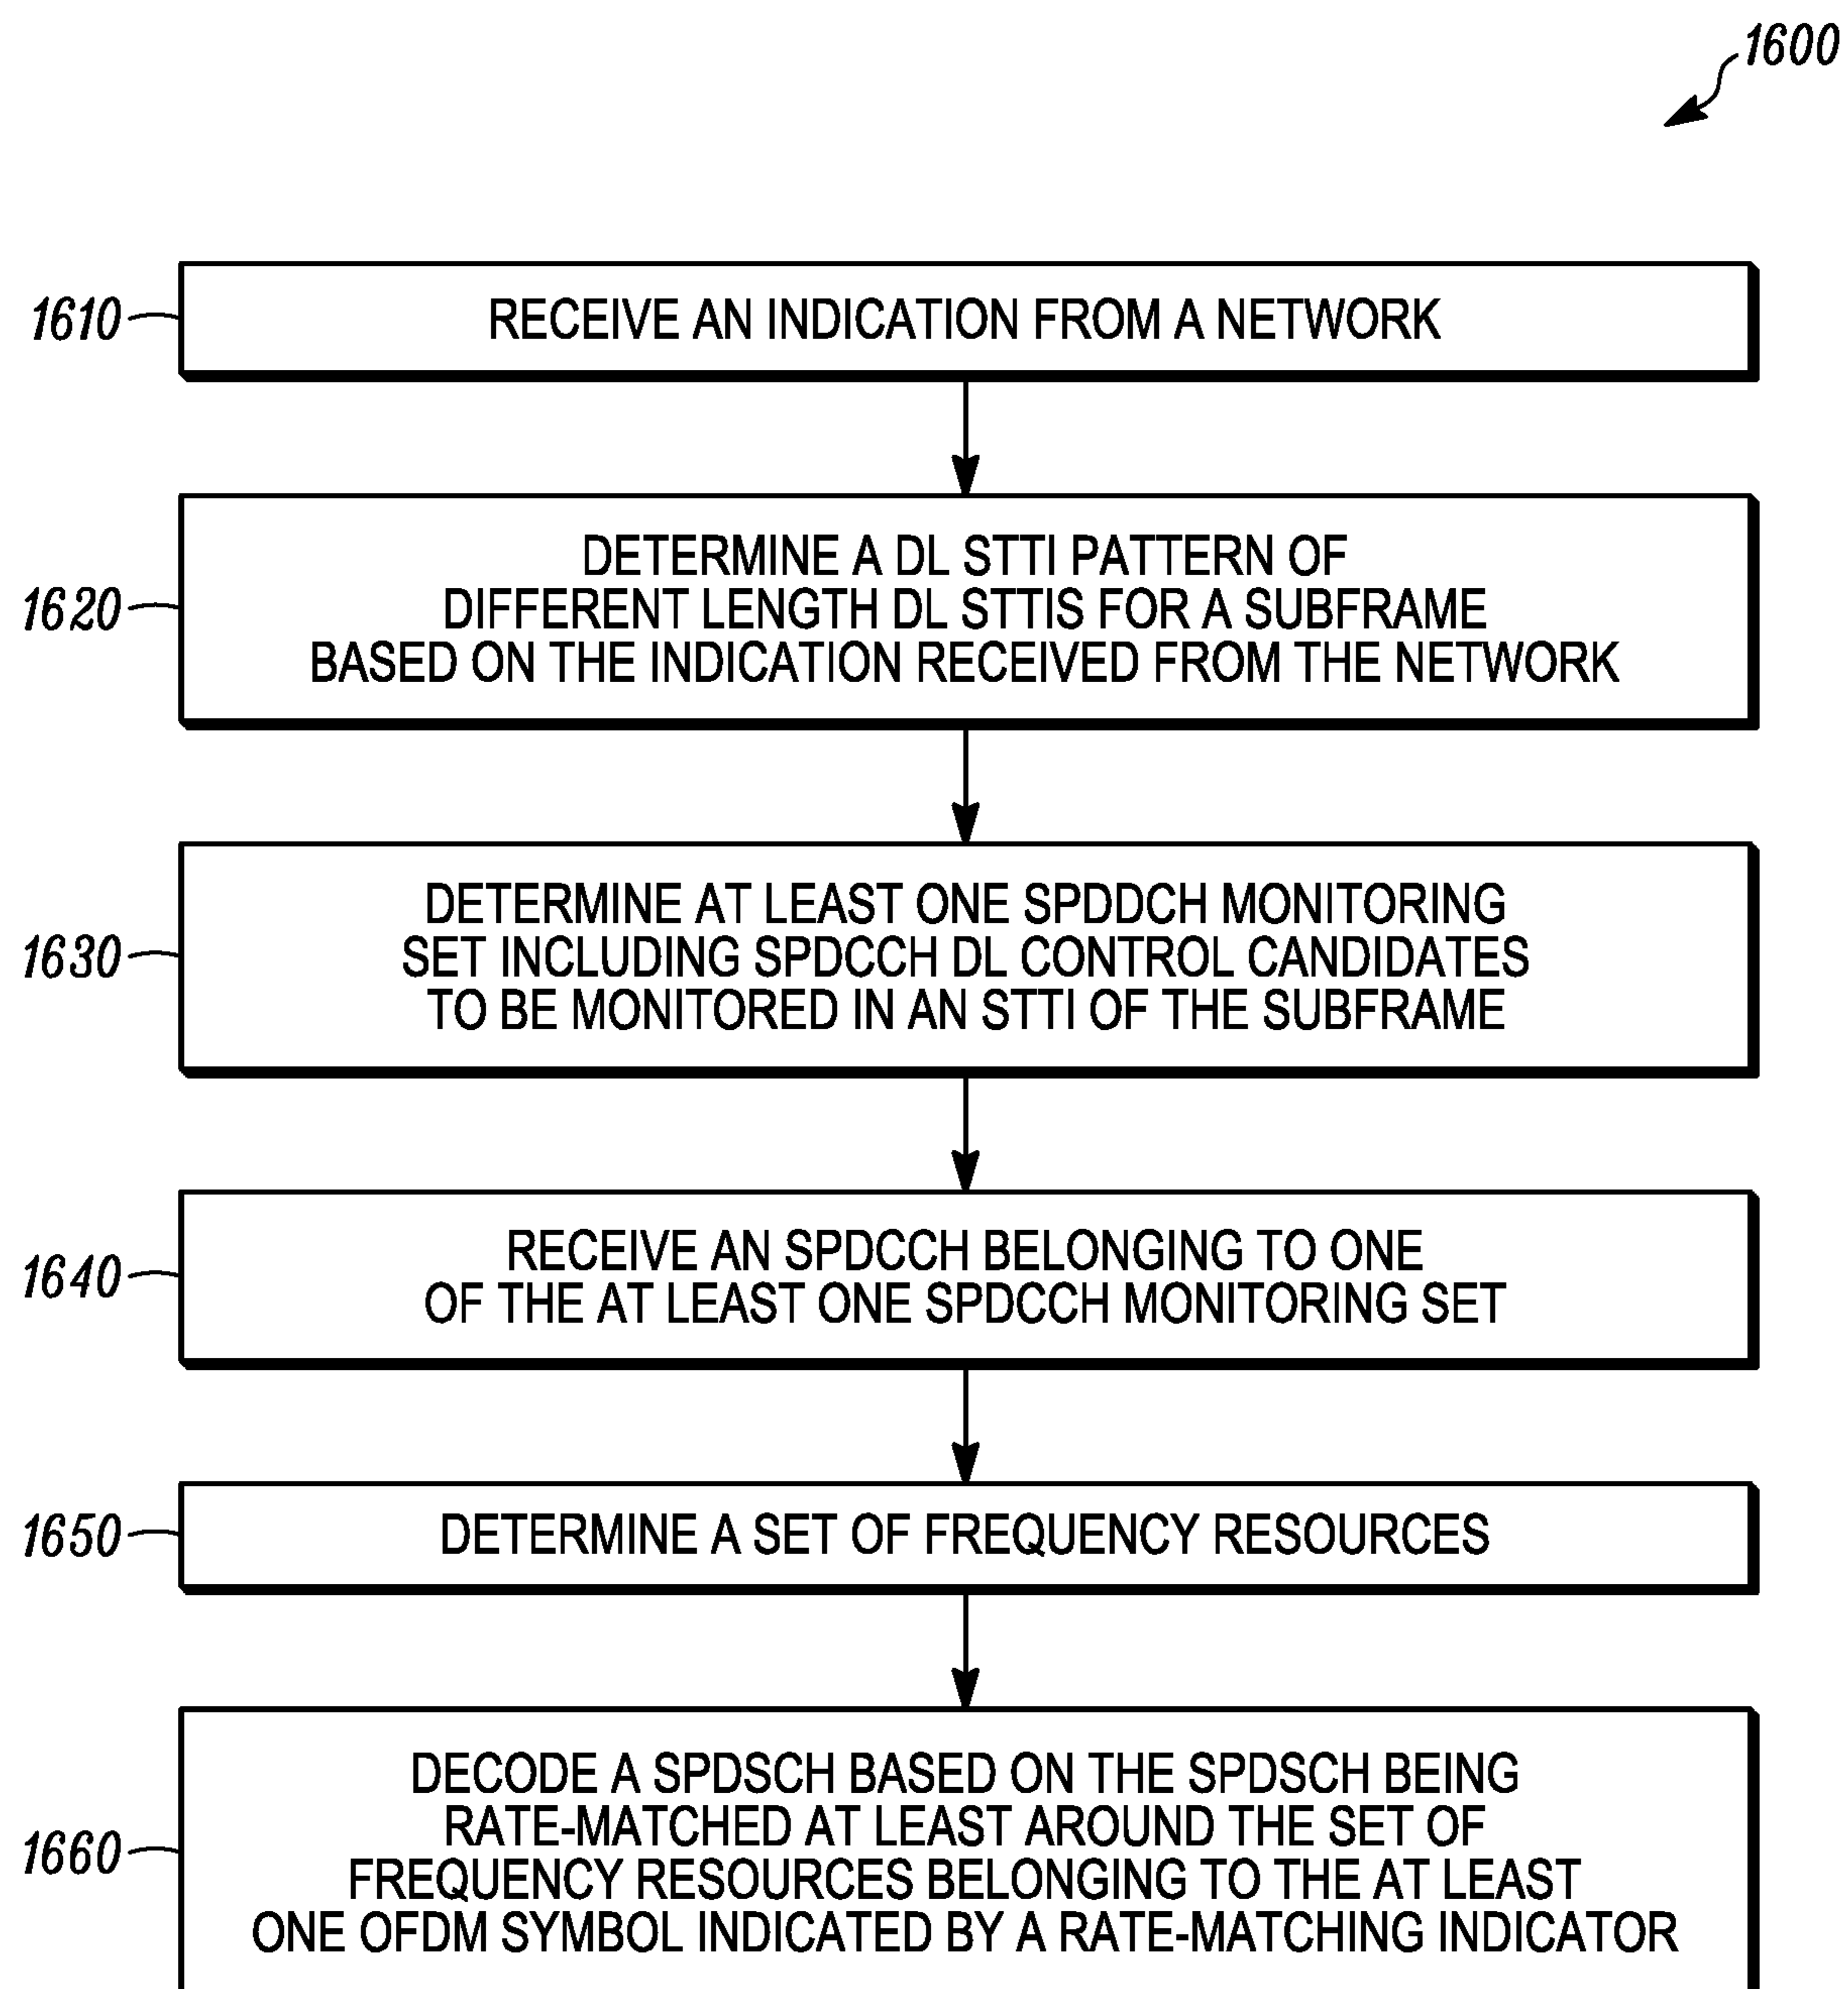 1600
1610
RECEIVE AN INDICATION FROM A NETWORK
1620
DETERMINE A DL STTI PATTERN OF
DIFFERENT LENGTH DL STTIS FOR A SUBFRAME
BASED ON THE INDICATION RECEIVED FROM THE NETWORK
1630
DETERMINE AT LEAST ONE SPDDCH MONITORING
SET INCLUDING SPDCCH DL CONTROL CANDIDATES
TO BE MONITORED IN AN STTI OF THE SUBFRAME
1640
RECEIVE AN SPDCCH BELONGING TO ONE
OF THE AT LEAST ONE SPDCCH MONITORING SET
1650
DETERMINE A SET OF FREQUENCY RESOURCES
1660
DECODE A SPDSCH BASED ON THE SPDSCH BEING
RATE-MATCHED AT LEAST AROUND THE SET OF
FREQUENCY RESOURCES BELONGING TO THE AT LEAST
ONE OFDM SYMBOL INDICATED BY A RATE-MATCHING INDICATOR